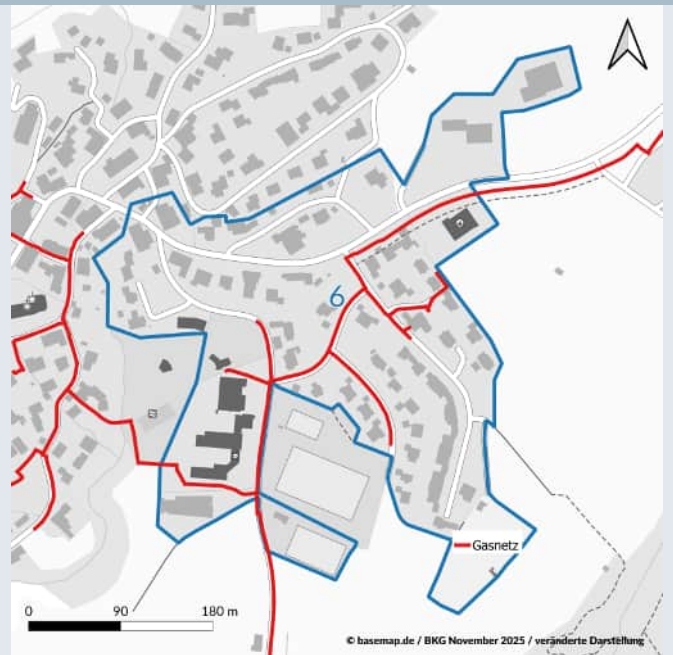 6
Gasnetz
0 90 180 m
© basemap.de / BKG November 2025 / veränderte Darstellung